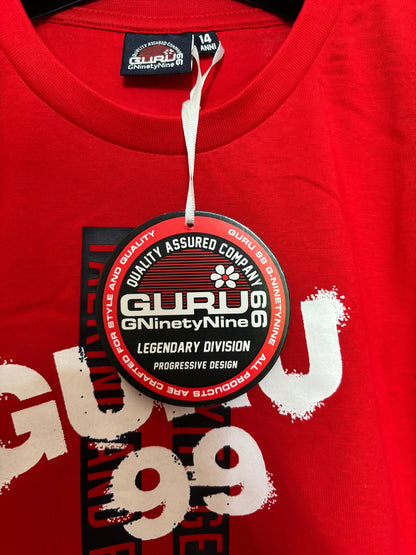 QUALITY ASSURED COMPANY
GURU 99
GNinetyNine
14
ANNI
GURU 99 G-NINETYNINE
ALL PRODUCTS ARE CRAFTED FOR STYLE AND QUALITY
QUALITY ASSURED COMPANY
GURU 99
GNinetyNine
LEGENDARY DIVISION
PROGRESSIVE DESIGN
GURU
99